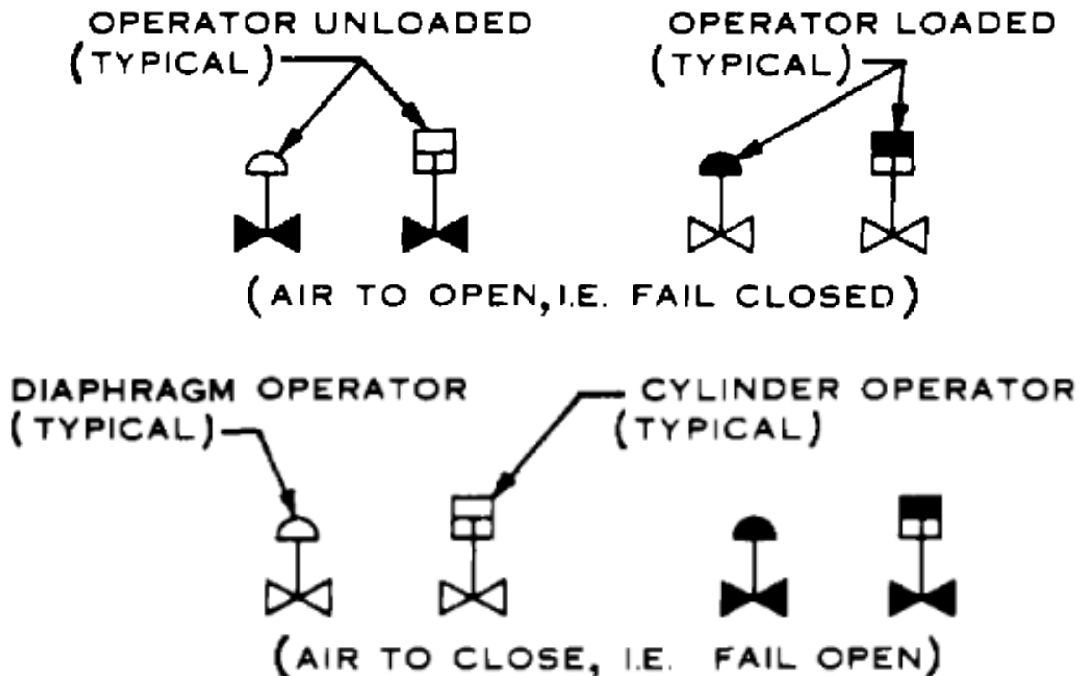 OPERATOR UNLOADED
(TYPICAL)
OPERATOR LOADED
(TYPICAL)
(AIR TO OPEN, I.E. FAIL CLOSED)
DIAPHRAGM OPERATOR
(TYPICAL)
CYLINDER OPERATOR
(TYPICAL)
(AIR TO CLOSE, I.E. FAIL OPEN)